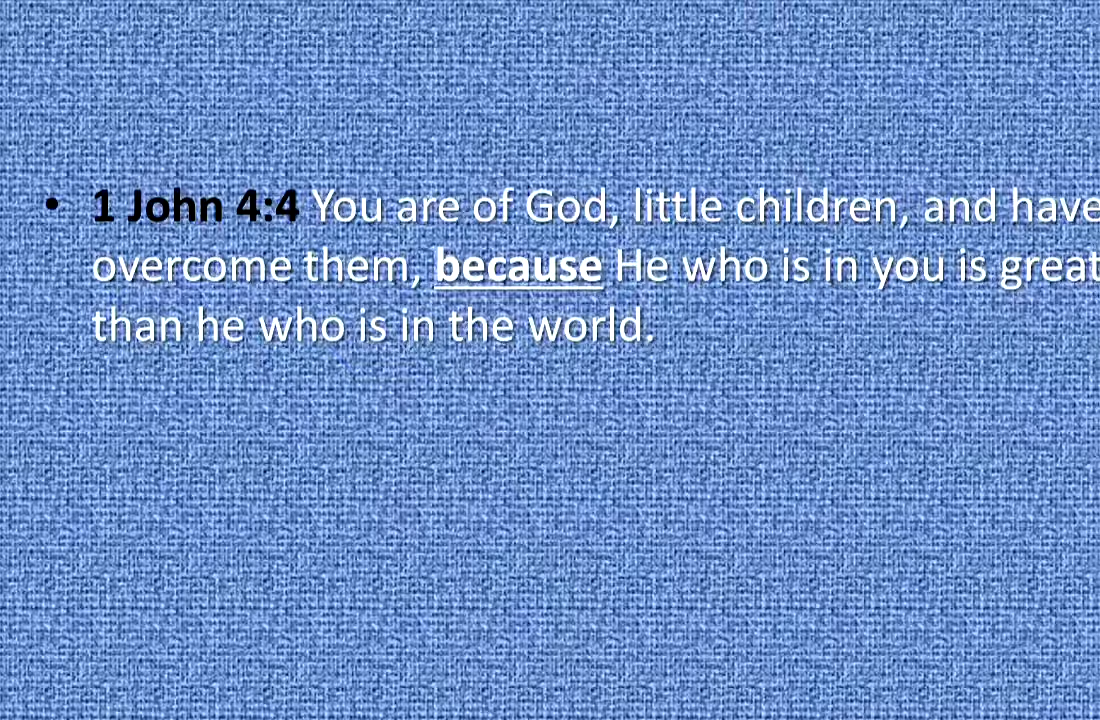 • 1 John 4:4 You are of God, little children, and have
overcome them, because He who is in you is great
than he who is in the world.